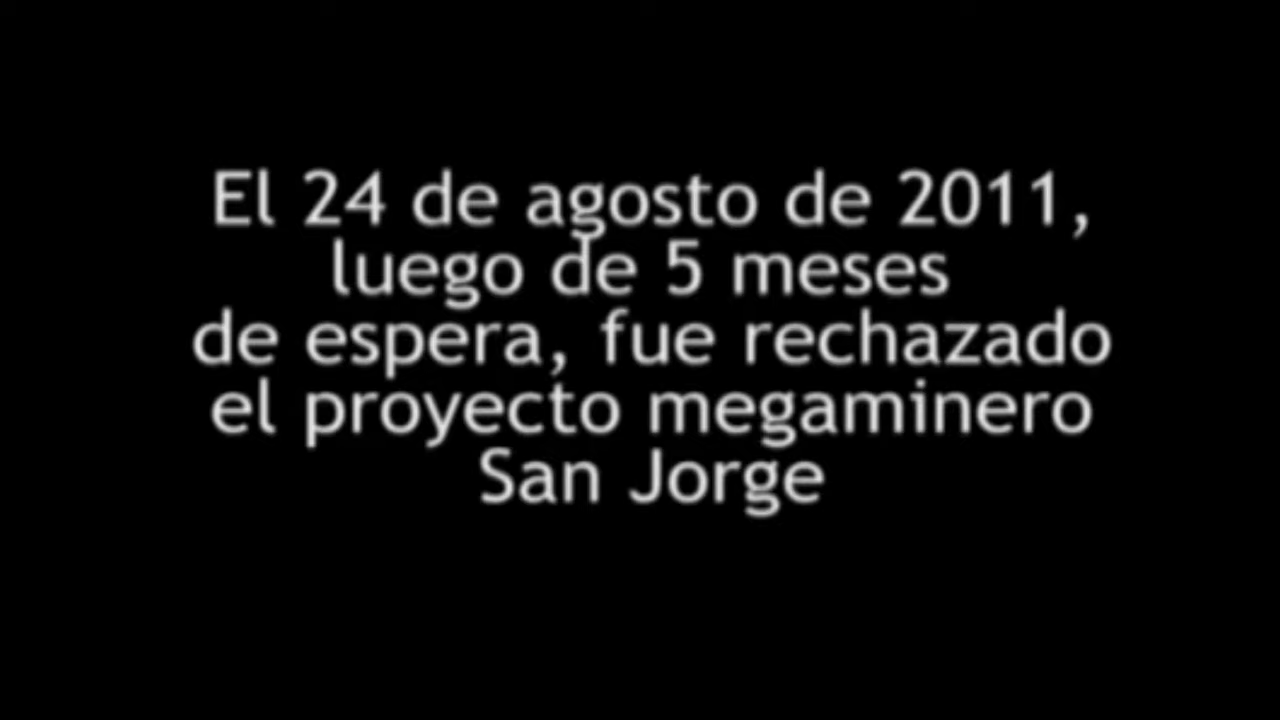 El 24 de agosto de 2011,
luego de 5 meses
de espera, fue rechazado
el proyecto megaminero
San Jorge